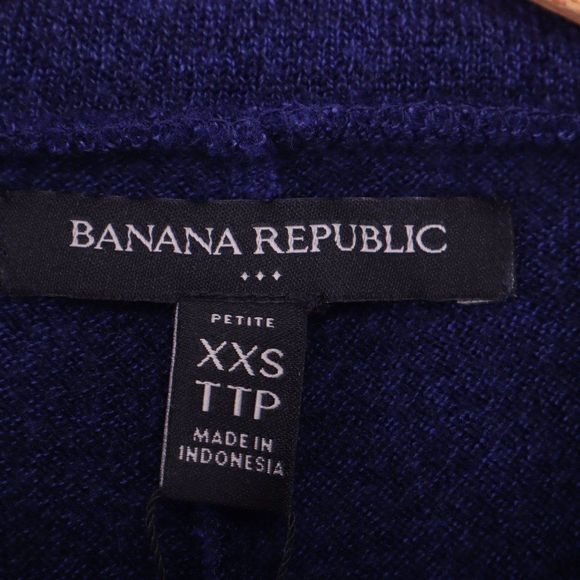 BANANA REPUBLIC
PETITE
XXS
TTP
MADE IN
INDONESIA